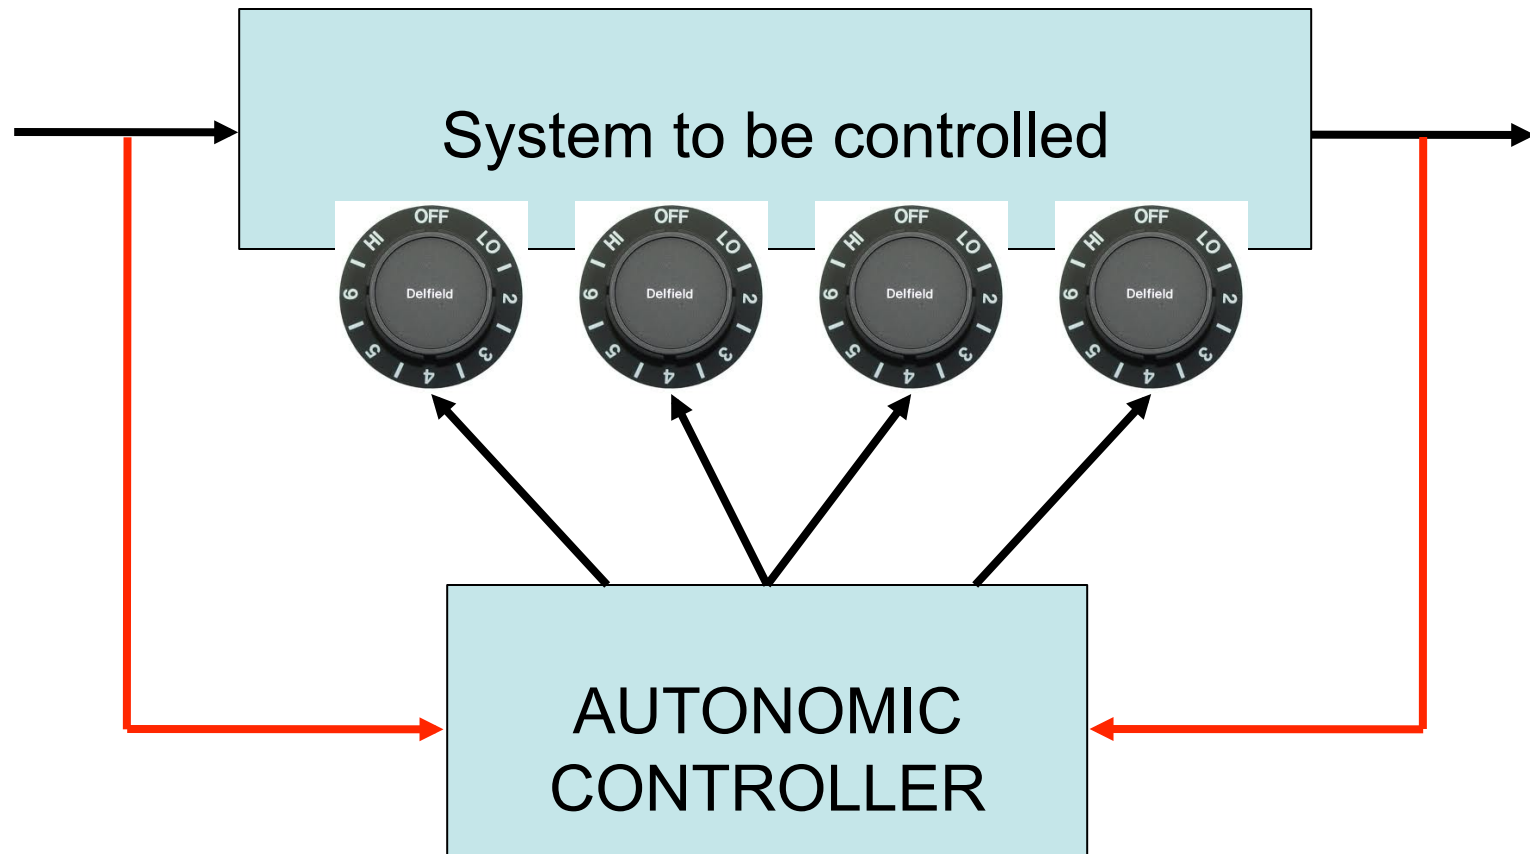 System to be controlled
OFF
LO
2
3
4
5
6
HI
Delfield
OFF
LO
2
3
4
5
6
HI
Delfield
OFF
LO
2
3
4
5
6
HI
Delfield
OFF
LO
2
3
4
5
6
HI
Delfield
AUTONOMIC
CONTROLLER